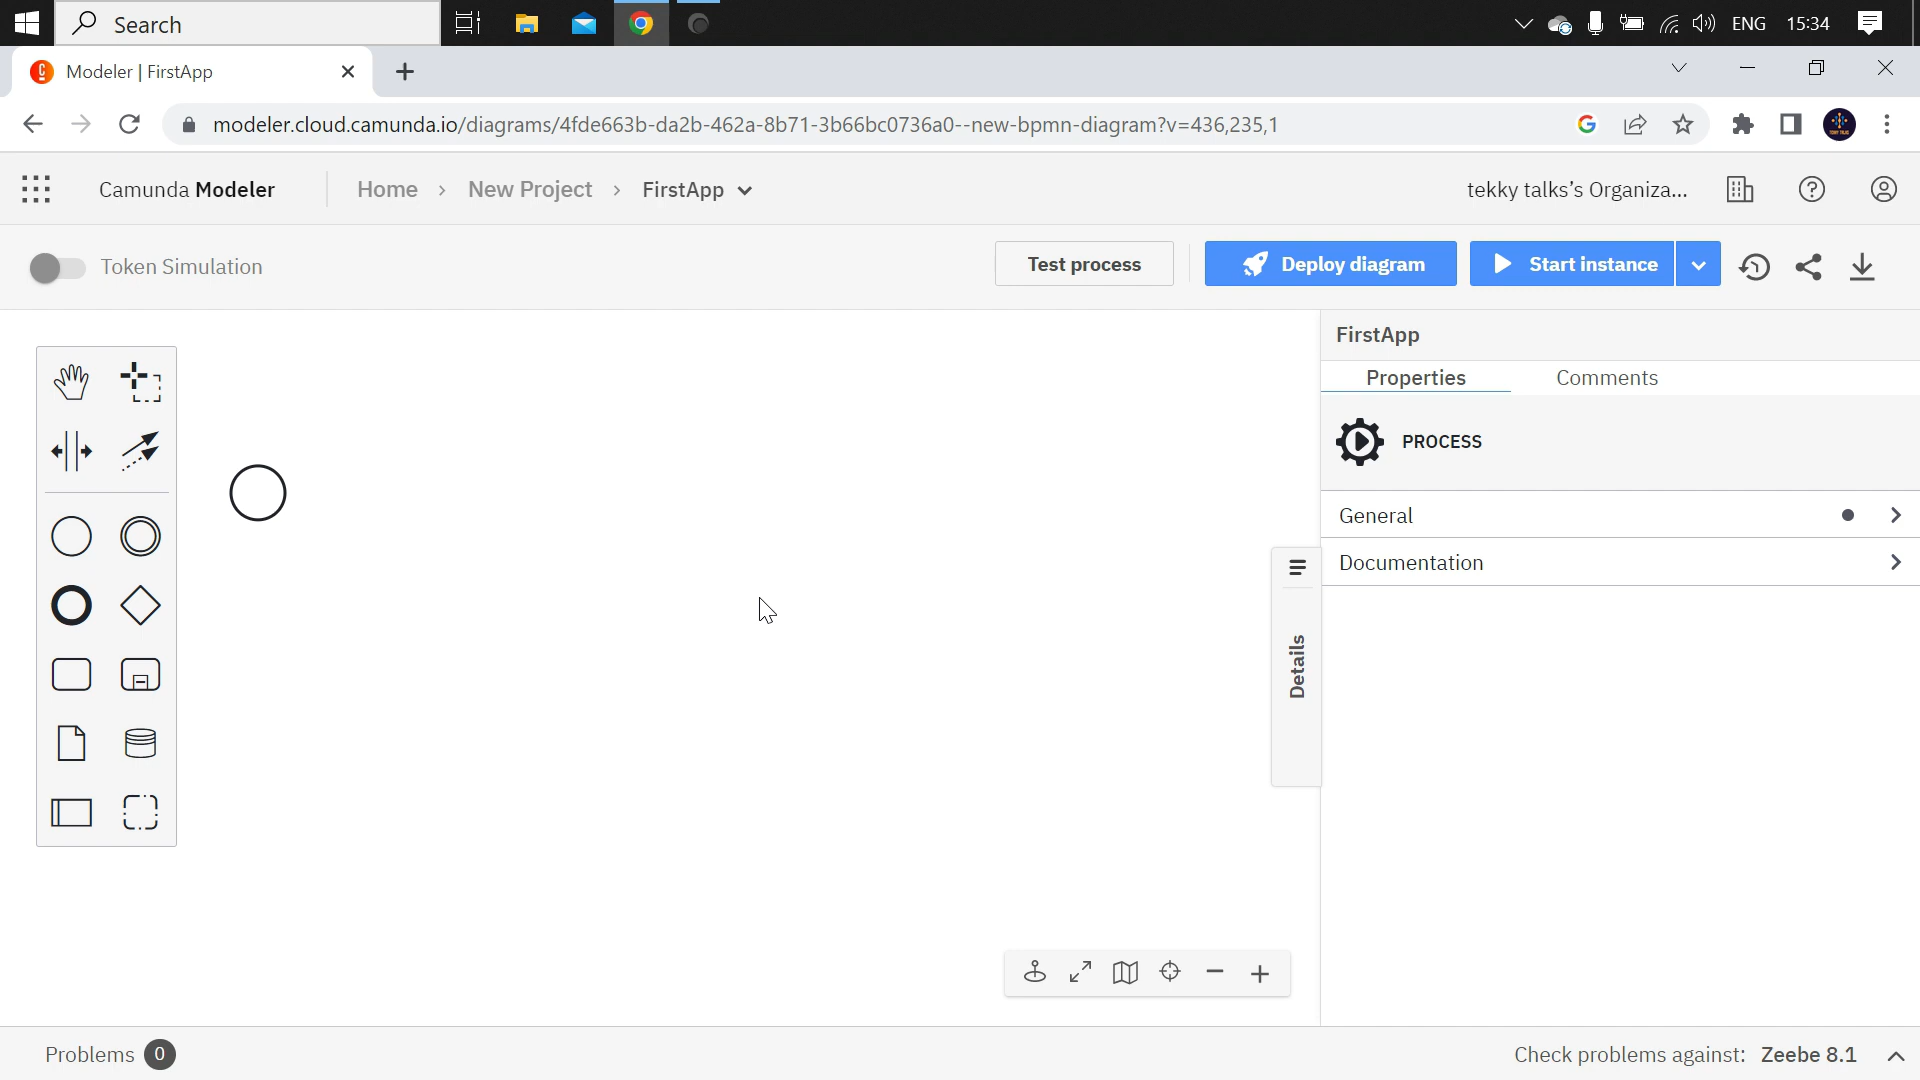 Search
ENG
15:34
Modeler | FirstApp
modeler.cloud.camunda.io/diagrams/4fde663b-da2b-462a-8b71-3b66bc0736a0--new-bpmn-diagram?v=436,235,1
Camunda Modeler
Home > New Project > FirstApp
tekky talks’s Organiza...
Token Simulation
Test process
Deploy diagram
Start instance
FirstApp
Properties
Comments
PROCESS
General
Documentation
Details
Problems 0
Check problems against: Zeebe 8.1